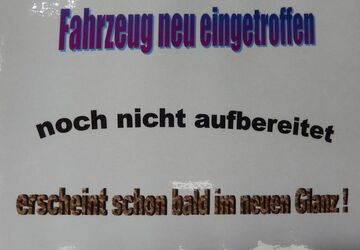 Fahrzeug neu eingetroffen
noch nicht aufbereitet
erscheint schon bald im neuen Glanz !